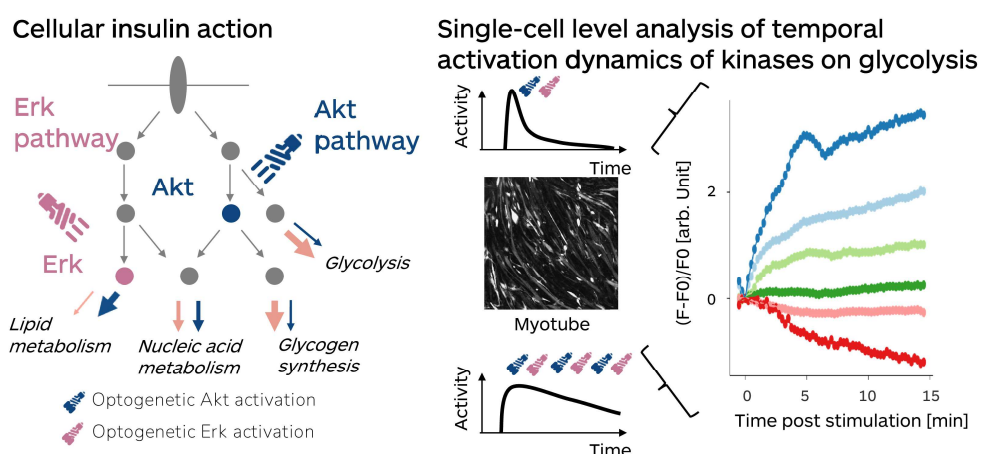 Cellular insulin action
Erk
pathway
Akt
pathway
Akt
Erk
Glycolysis
Lipid
metabolism
Nucleic acid
metabolism
Glycogen
synthesis
Optogenetic Akt activation
Optogenetic Erk activation
Single-cell level analysis of temporal
activation dynamics of kinases on glycolysis
Activity
Time
Myotube
Activity
Time
(F-F0)/F0 [arb. Unit]
2
0
0
5
10
15
Time post stimulation [min]